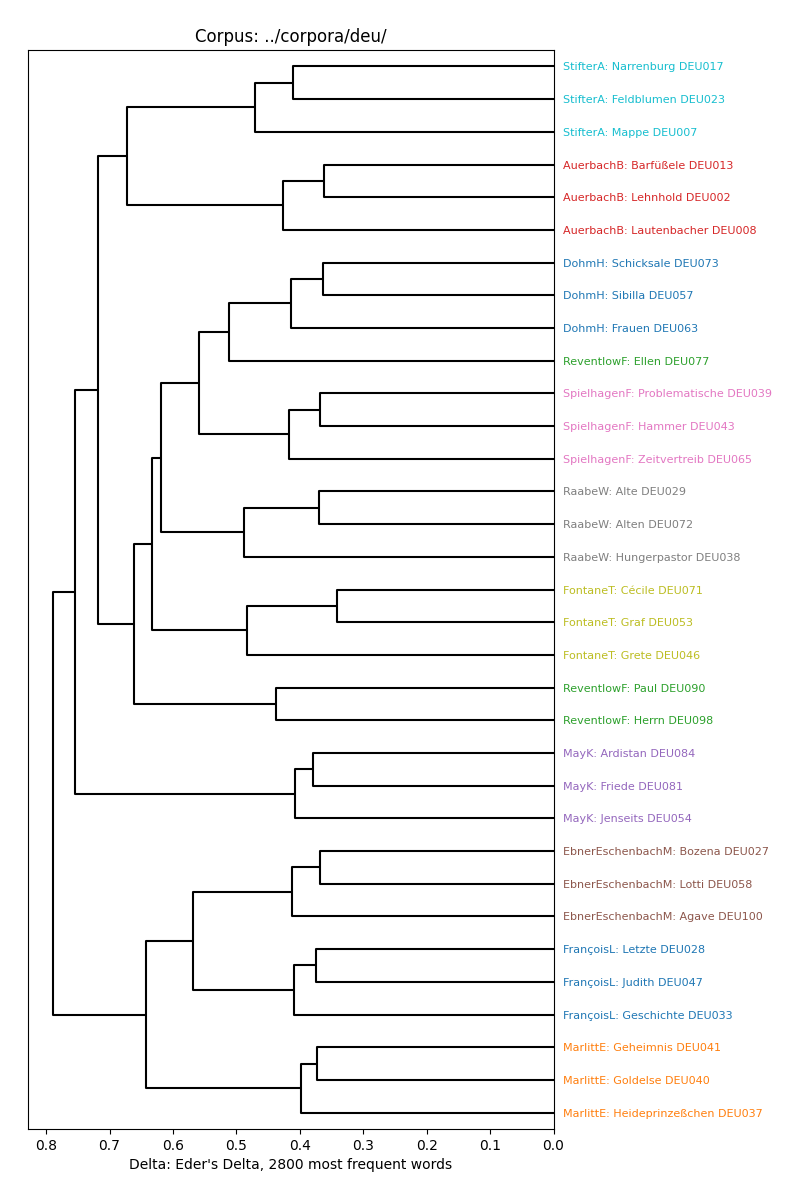 Corpus: ../corpora/deu/
StifterA: Narrenburg DEU017
StifterA: Feldblumen DEU023
StifterA: Mappe DEU007
AuerbachB: Barfüßele DEU013
AuerbachB: Lehnhold DEU002
AuerbachB: Lautenbacher DEU008
DohmH: Schicksale DEU073
DohmH: Sibilla DEU057
DohmH: Frauen DEU063
ReventlowF: Ellen DEU077
SpielhagenF: Problematische DEU039
SpielhagenF: Hammer DEU043
SpielhagenF: Zeitvertreib DEU065
RaabeW: Alte DEU029
RaabeW: Alten DEU072
RaabeW: Hungerpastor DEU038
FontaneT: Cécile DEU071
FontaneT: Graf DEU053
FontaneT: Grete DEU046
ReventlowF: Paul DEU090
ReventlowF: Herrn DEU098
MayK: Ardistan DEU084
MayK: Friede DEU081
MayK: Jenseits DEU054
EbnerEschenbachM: Bozena DEU027
EbnerEschenbachM: Lotti DEU058
EbnerEschenbachM: Agave DEU100
FrançoisL: Letzte DEU028
FrançoisL: Judith DEU047
FrançoisL: Geschichte DEU033
MarlittE: Geheimnis DEU041
MarlittE: Goldelse DEU040
MarlittE: Heideprinzeßchen DEU037
0.8 0.7 0.6 0.5 0.4 0.3 0.2 0.1 0.0
Delta: Eder's Delta, 2800 most frequent words